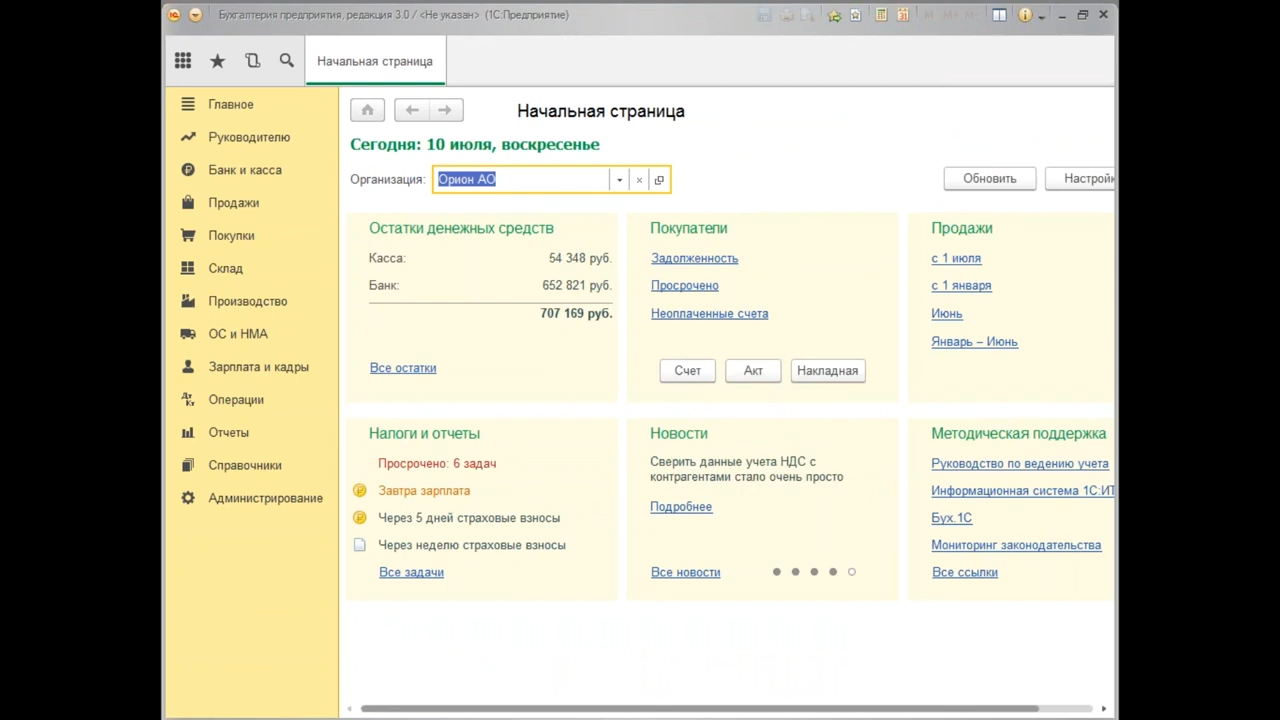 Бухгалтерия предприятия, редакция 3.0 / <Не указан> (1С:Предприятие)
Начальная страница
Главное
Руководителю
Банк и касса
Продажи
Покупки
Склад
Производство
ОС и НМА
Зарплата и кадры
Операции
Отчеты
Справочники
Администрирование
Начальная страница
Сегодня: 10 июля, воскресенье
Организация: Орион АО
Обновить
Настройк
Остатки денежных средств
Касса: 54 348 руб.
Банк: 652 821 руб.
707 169 руб.
Все остатки
Покупатели
Задолженность
Просрочено
Неоплаченные счета
Счет
Акт
Накладная
Продажи
с 1 июля
с 1 января
Июнь
Январь – Июнь
Налоги и отчеты
Просрочено: 6 задач
Завтра зарплата
Через 5 дней страховые взносы
Через неделю страховые взносы
Все задачи
Новости
Сверить данные учета НДС с
контрагентами стало очень просто
Подробнее
Все новости
Методическая поддержка
Руководство по ведению учета
Информационная система 1С:ИТ
Бух.1С
Мониторинг законодательства
Все ссылки